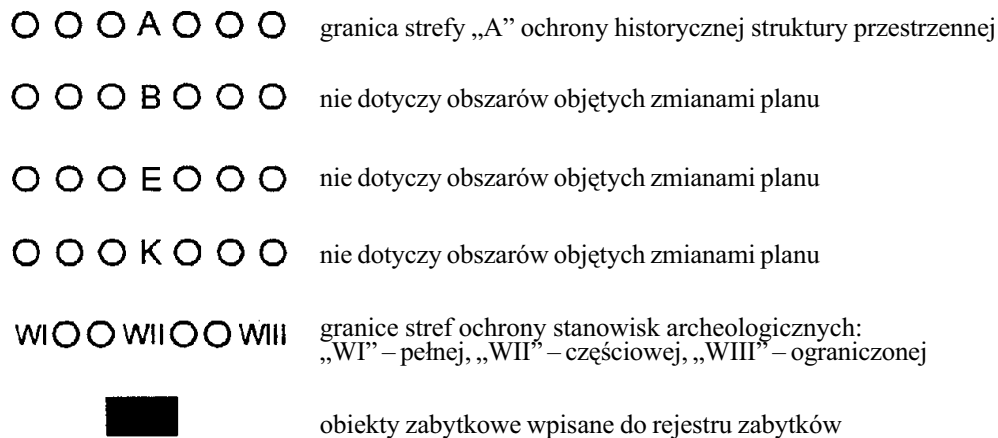 A granica strefy „A” ochrony historycznej struktury przestrzennej
B nie dotyczy obszarów objętych zmianami planu
E nie dotyczy obszarów objętych zmianami planu
K nie dotyczy obszarów objętych zmianami planu
WI WII WIII granice stref ochrony stanowisk archeologicznych:
„WI” – pełnej, „WII” – częściowej, „WIII” – ograniczonej
obiekty zabytkowe wpisane do rejestru zabytków